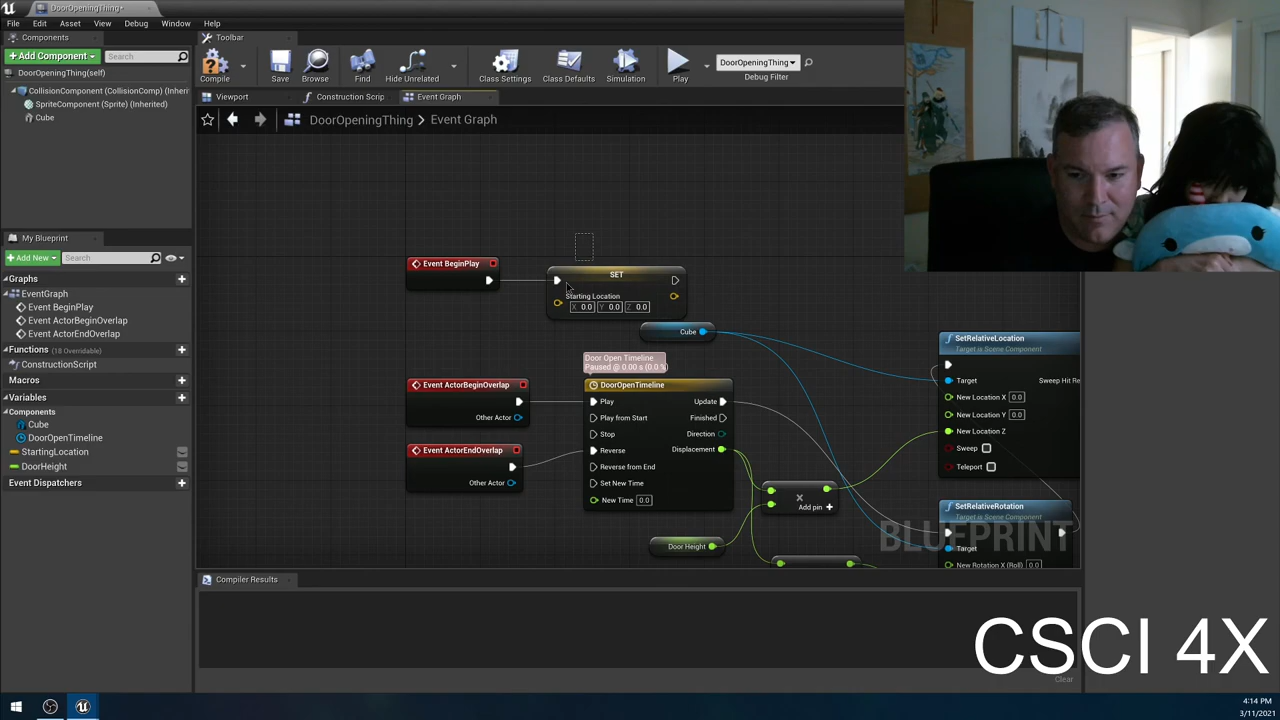 DoorOpeningThing*
File Edit Asset View Debug Window Help
Components
Toolbar
+ Add Component
Search
DoorOpeningThing(self)
CollisionComponent (CollisionComp) (Inheri
SpriteComponent (Sprite) (Inherited)
Cube
Compile
Save
Browse
Find
Hide Unrelated
Class Settings
Class Defaults
Simulation
Play
DoorOpeningThing
Debug Filter
Viewport
Construction Scrip
Event Graph
DoorOpeningThing > Event Graph
My Blueprint
+ Add New
Search
Graphs
EventGraph
Event BeginPlay
Event ActorBeginOverlap
Event ActorEndOverlap
Functions (18 Overridable)
ConstructionScript
Macros
Variables
Components
Cube
DoorOpenTimeline
StartingLocation
DoorHeight
Event Dispatchers
Event BeginPlay
SET
Starting Location
X 0.0 Y 0.0 Z 0.0
Cube
Door Open Timeline
Paused @ 0.00 s (0.0 %)
Event ActorBeginOverlap
Other Actor
Event ActorEndOverlap
Other Actor
DoorOpenTimeline
Play Update
Play from Start Finished
Stop Direction
Reverse Displacement
Reverse from End
Set New Time
New Time 0.0
Door Height
Add pin +
SetRelativeLocation
Target is Scene Component
Target Sweep Hit Re
New Location X 0.0
New Location Y 0.0
New Location Z
Sweep
Teleport
SetRelativeRotation
Target is Scene Component
Target
New Rotation X (Roll) 0.0
BLUEPRINT
Compiler Results
Clear
CSCI 4X
4:14 PM
3/11/2021